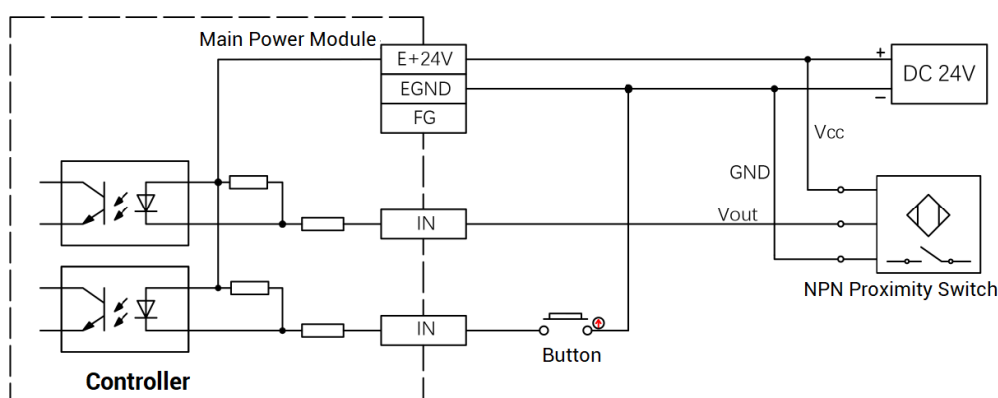 Main Power Module
E+24V
EGND
FG
+
DC 24V
−
Vcc
GND
Vout
IN
NPN Proximity Switch
IN
Button
Controller